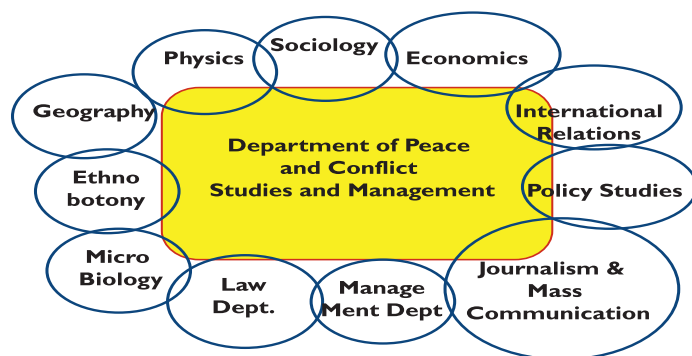 Sociology
Physics
Economics
Geography
International
Relations
Department of Peace
and Conflict
Studies and Management
Ethno
botony
Policy Studies
Micro
Biology
Law
Dept.
Manage
Ment Dept
Journalism &
Mass
Communication